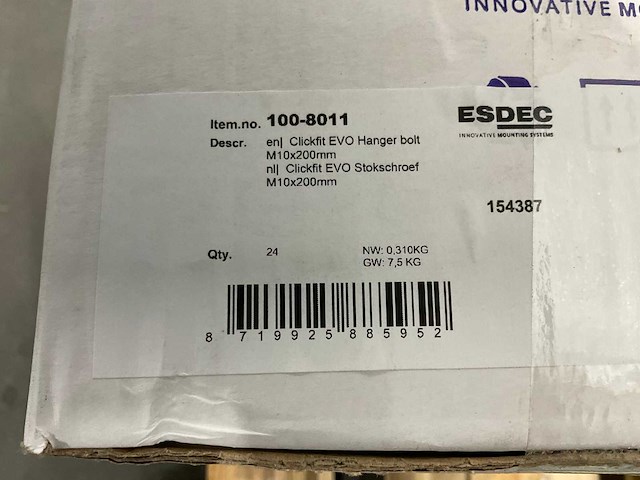 INNOVATIVE M
ESDEC
INNOVATIVE MOUNTING SYSTEMS
Item.no. 100-8011
Descr. en| Clickfit EVO Hanger bolt
M10x200mm
nl| Clickfit EVO Stokschroef
M10x200mm
154387
Qty. 24 NW: 0,310KG
GW: 7,5 KG
8 719925 885952